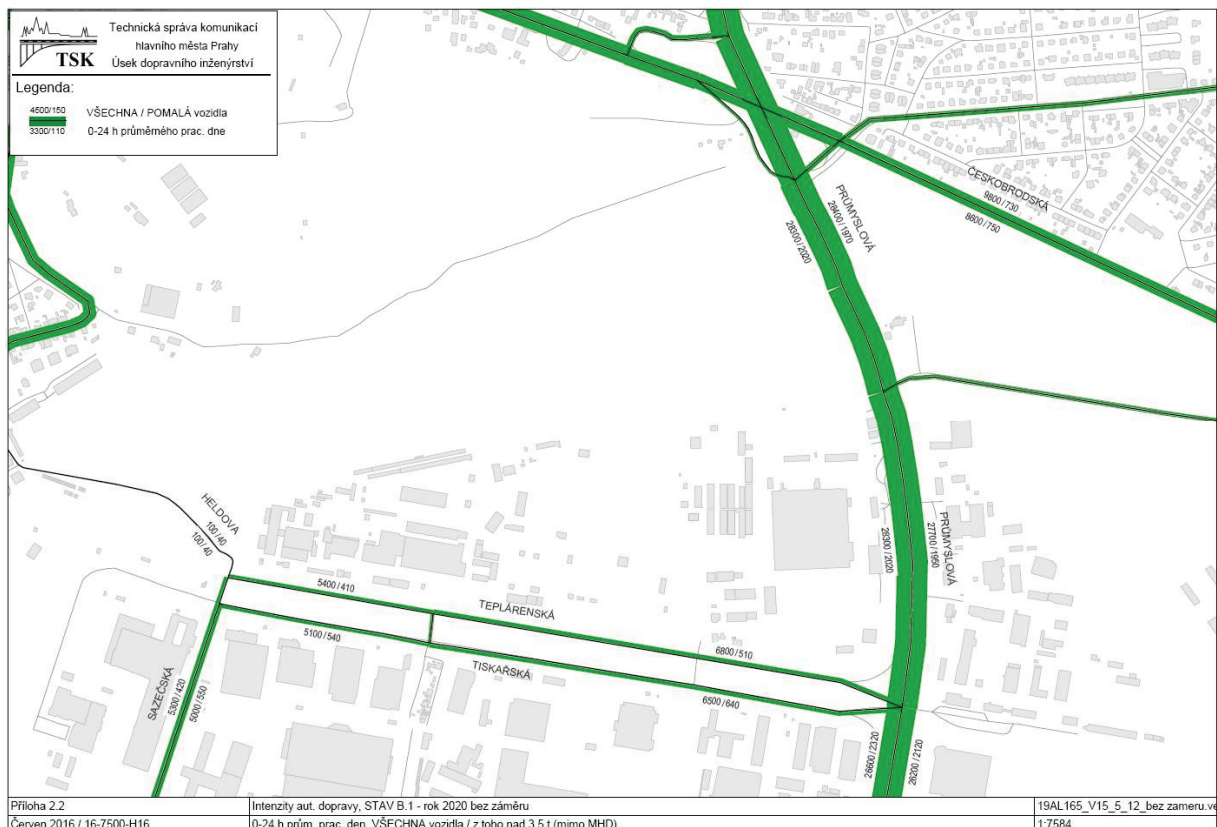 Technická správa komunikací
hlavního města Prahy
Úsek dopravního inženýrství
TSK
Legenda:
4500/150
3300/110
VŠECHNA / POMALÁ vozidla
0-24 h průměrného prac. dne
ČESKOBRODSKÁ
9800/730
8600/750
PRŮMYSLOVÁ
28400/1970
28300/2020
PRŮMYSLOVÁ
27700/1950
28300/2020
HELDOVA
100/40
100/40
5400/410
TEPLÁRENSKÁ
6800/510
5100/540
TISKAŘSKÁ
6500/640
SAZEČSKÁ
5300/420
5000/550
26600/2320
26200/2120
Příloha 2.2
Intenzity aut. dopravy, STAV B.1 - rok 2020 bez záměru
19AL165_V15_5_12_bez zameru.ve
Červen 2016 / 16-7500-H16
0-24 h prům. prac. den, VŠECHNA vozidla / z toho nad 3,5 t (mimo MHD)
1:7584